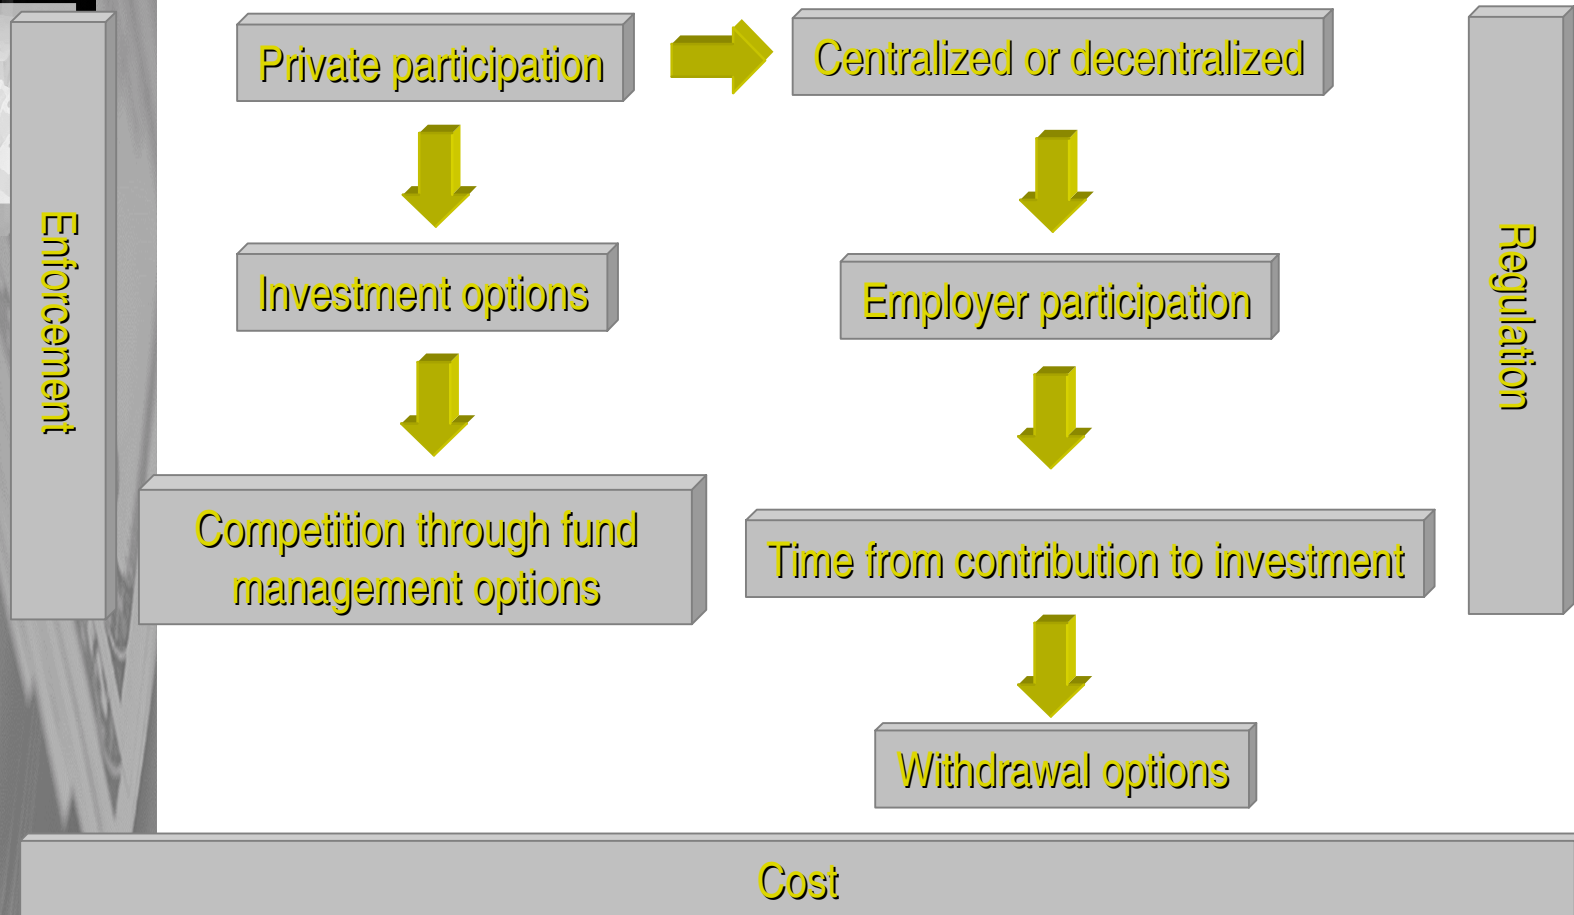 Private participation
Centralized or decentralized
Enforcement
Investment options
Employer participation
Regulation
Competition through fund
management options
Time from contribution to investment
Withdrawal options
Cost